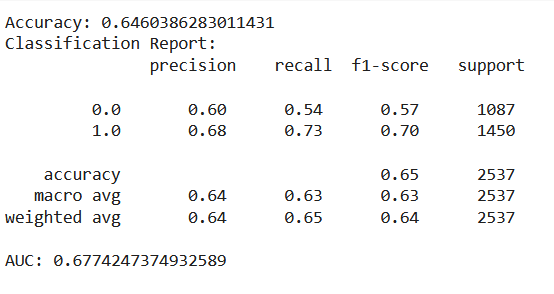 Accuracy: 0.6460386283011431
Classification Report:
precision recall f1-score support
0.0 0.60 0.54 0.57 1087
1.0 0.68 0.73 0.70 1450
accuracy 0.65 2537
macro avg 0.64 0.63 0.63 2537
weighted avg 0.64 0.65 0.64 2537
AUC: 0.6774247374932589